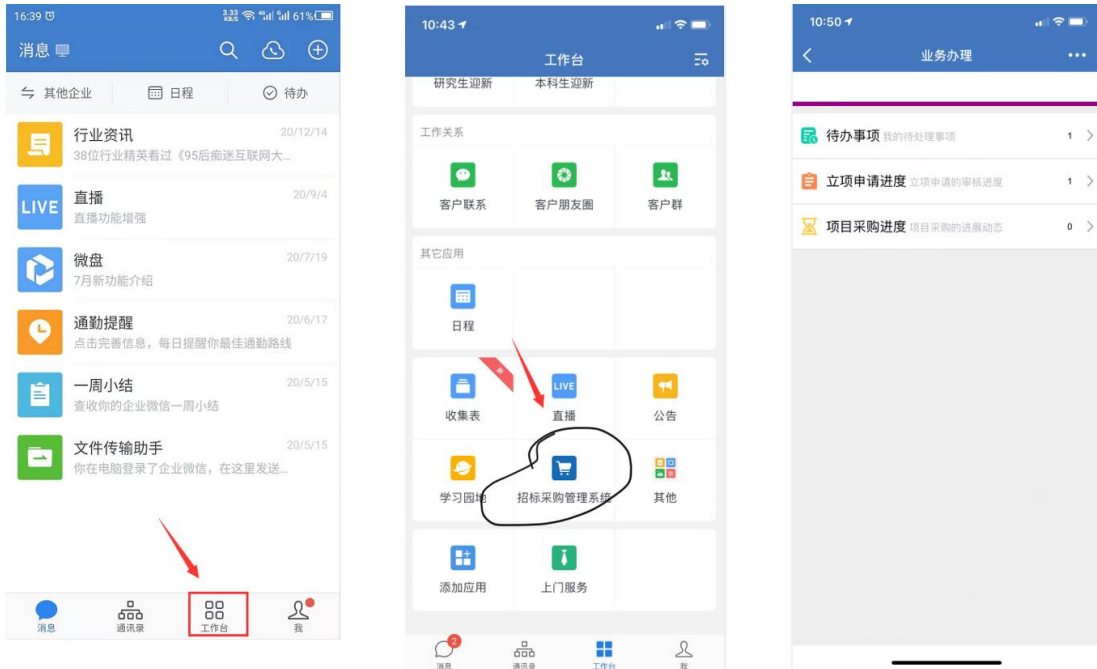 16:39
3.33 KB/S
61%
消息
其他企业
日程
待办
行业资讯
20/12/14
38位行业精英看过《95后痴迷互联网大...
LIVE
直播
20/9/4
直播功能增强
微盘
20/7/19
7月新功能介绍
通勤提醒
20/6/17
点击完善信息，每日提醒你最佳通勤路线
一周小结
20/5/15
查收你的企业微信一周小结
文件传输助手
20/5/15
你在电脑登录了企业微信，在这里发送...
消息
通讯录
工作台
我
10:43
工作台
研究生迎新
本科生迎新
工作关系
客户联系
客户朋友圈
客户群
其它应用
日程
LIVE
收集表
直播
公告
学习园地
招标采购管理系统
其他
添加应用
上门服务
2
消息
通讯录
工作台
我
10:50
业务办理
待办事项 我的待处理事项
1
立项申请进度 立项申请的审核进度
1
项目采购进度 项目采购的进展动态
0